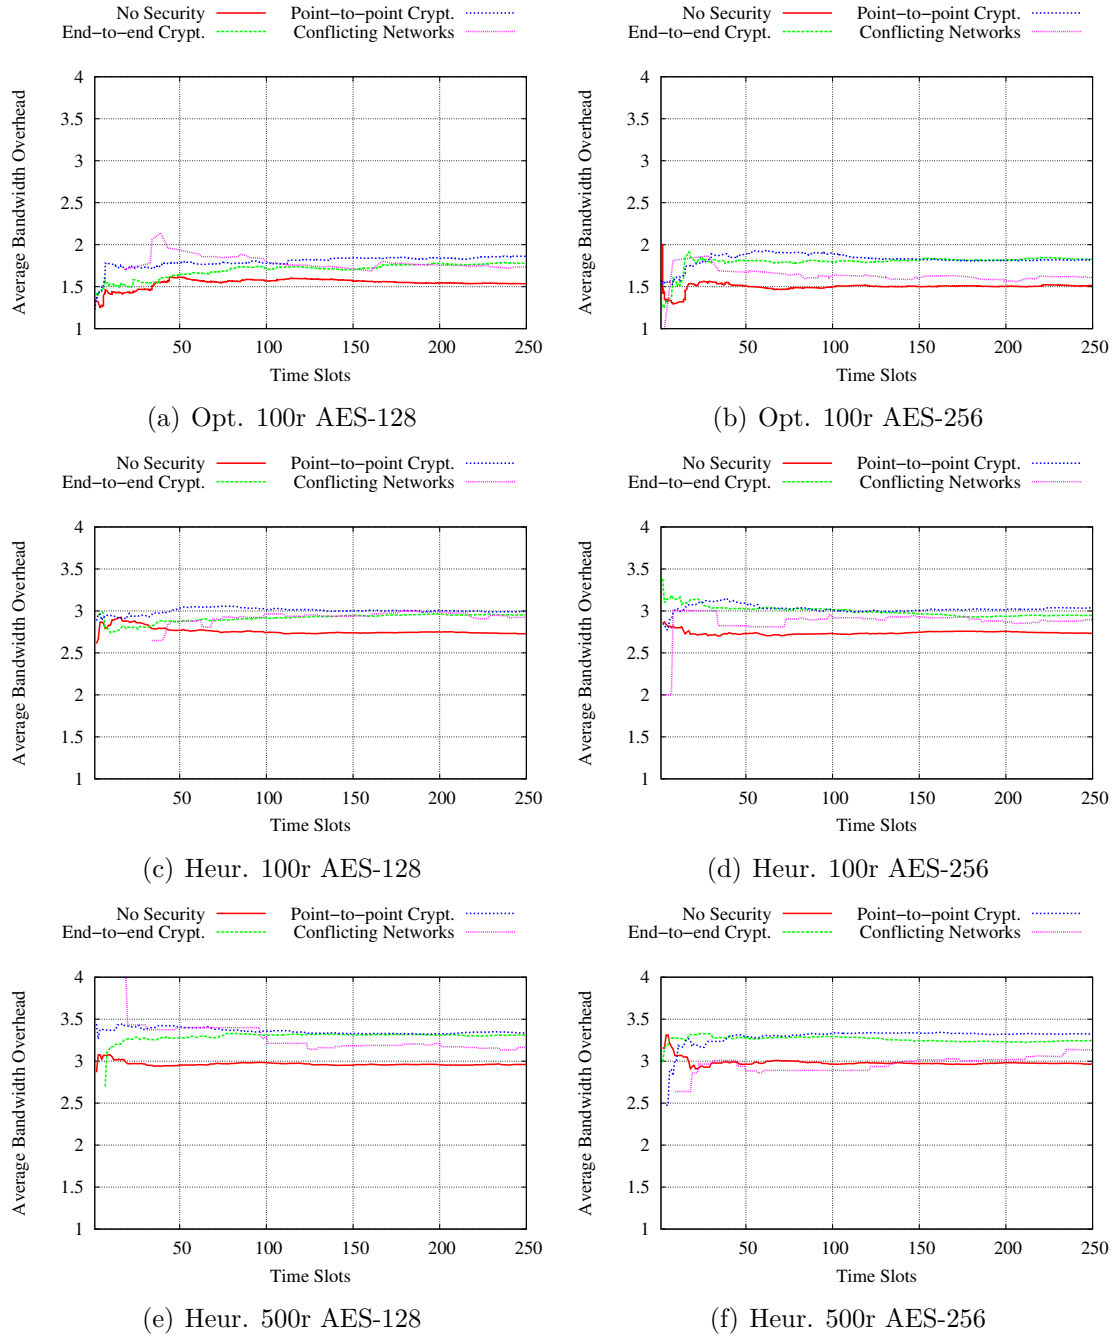 No Security
Point-to-point Crypt.
End-to-end Crypt.
Conflicting Networks
Average Bandwidth Overhead
4
3.5
3
2.5
2
1.5
1
50 100 150 200 250
Time Slots
(a) Opt. 100r AES-128
No Security
Point-to-point Crypt.
End-to-end Crypt.
Conflicting Networks
Average Bandwidth Overhead
4
3.5
3
2.5
2
1.5
1
50 100 150 200 250
Time Slots
(b) Opt. 100r AES-256
No Security
Point-to-point Crypt.
End-to-end Crypt.
Conflicting Networks
Average Bandwidth Overhead
4
3.5
3
2.5
2
1.5
1
50 100 150 200 250
Time Slots
(c) Heur. 100r AES-128
No Security
Point-to-point Crypt.
End-to-end Crypt.
Conflicting Networks
Average Bandwidth Overhead
4
3.5
3
2.5
2
1.5
1
50 100 150 200 250
Time Slots
(d) Heur. 100r AES-256
No Security
Point-to-point Crypt.
End-to-end Crypt.
Conflicting Networks
Average Bandwidth Overhead
4
3.5
3
2.5
2
1.5
1
50 100 150 200 250
Time Slots
(e) Heur. 500r AES-128
No Security
Point-to-point Crypt.
End-to-end Crypt.
Conflicting Networks
Average Bandwidth Overhead
4
3.5
3
2.5
2
1.5
1
50 100 150 200 250
Time Slots
(f) Heur. 500r AES-256